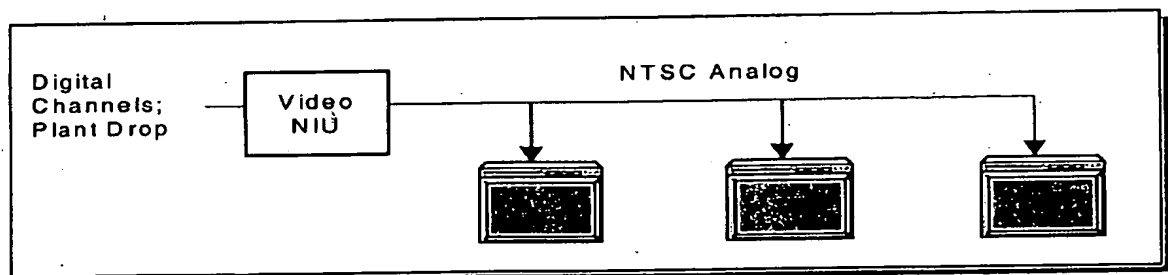 Digital
Channels;
Plant Drop
Video
NIU
NTSC Analog